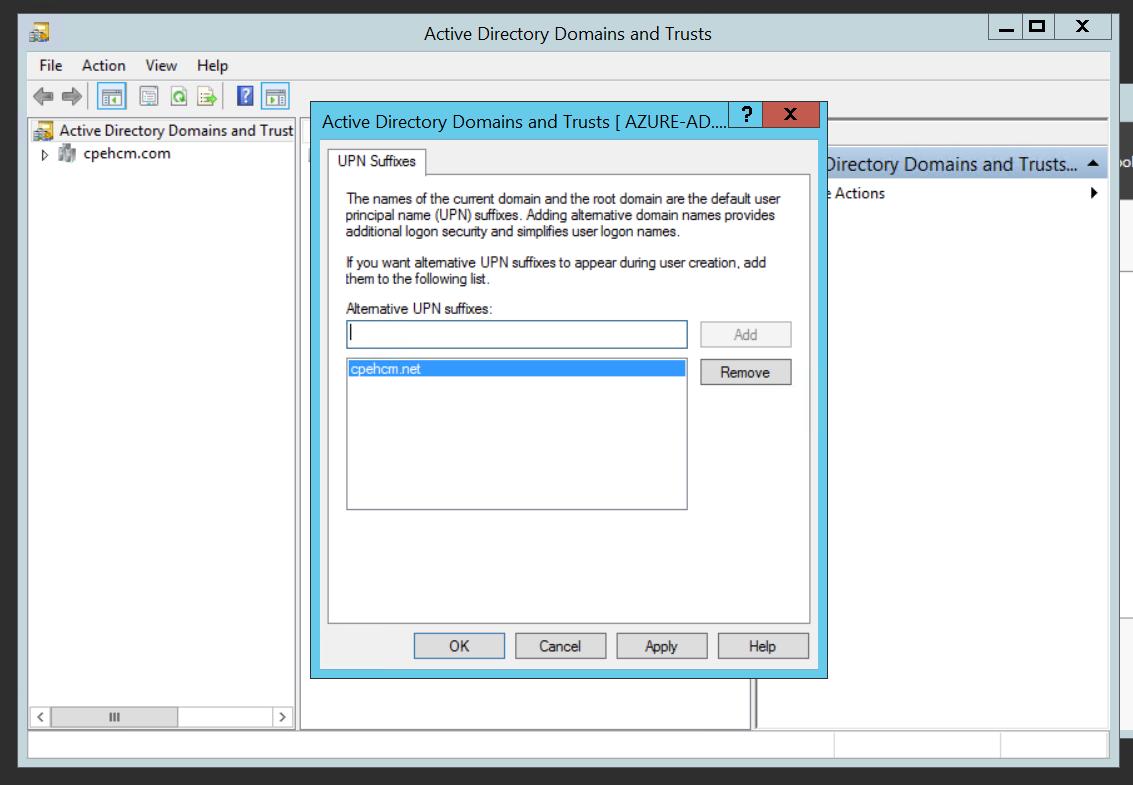 Active Directory Domains and Trusts
File Action View Help
Active Directory Domains and Trust
cpehcm.com
Active Directory Domains and Trusts [ AZURE-AD....
UPN Suffixes
The names of the current domain and the root domain are the default user
principal name (UPN) suffixes. Adding alternative domain names provides
additional logon security and simplifies user logon names.
If you want alternative UPN suffixes to appear during user creation, add
them to the following list.
Alternative UPN suffixes:
Add
cpehcm.net
Remove
OK Cancel Apply Help
Directory Domains and Trusts...
e Actions